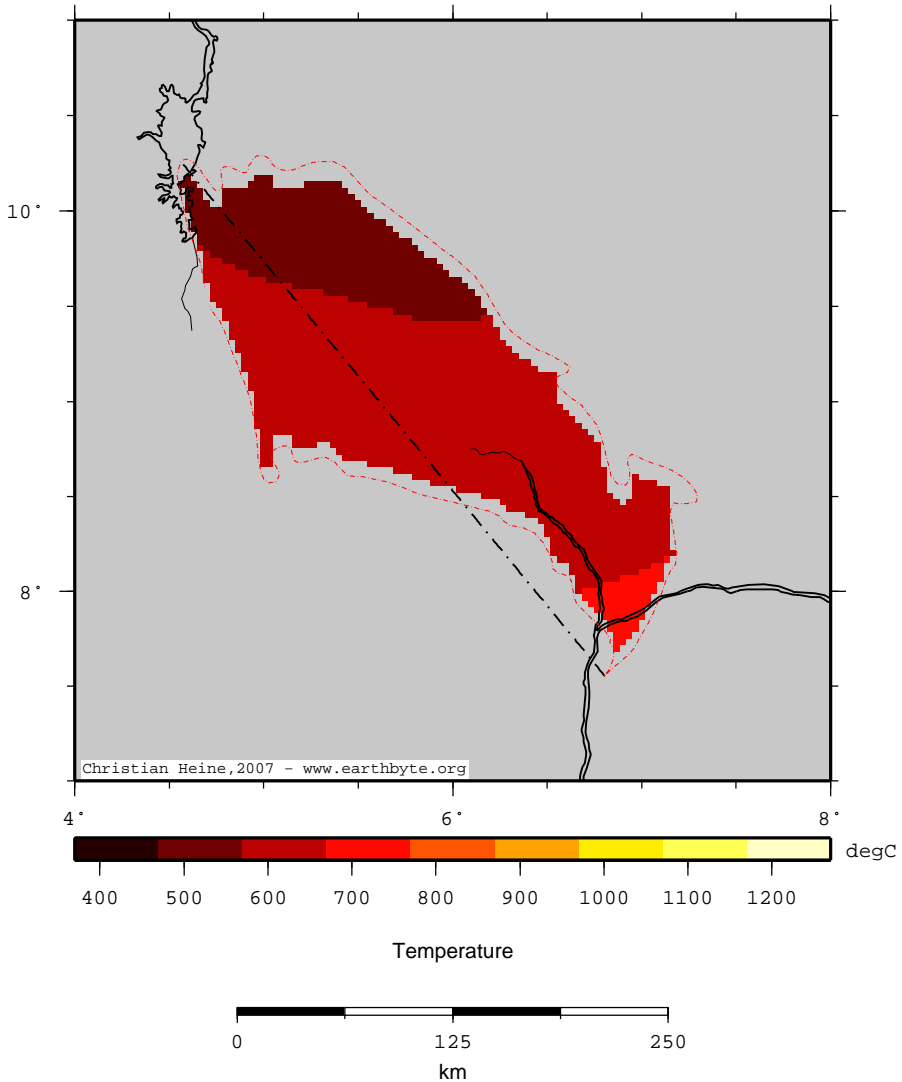 10°
8°
Christian Heine,2007 - www.earthbyte.org
4° 6° 8°
degC
400 500 600 700 800 900 1000 1100 1200
Temperature
0 125 250
km